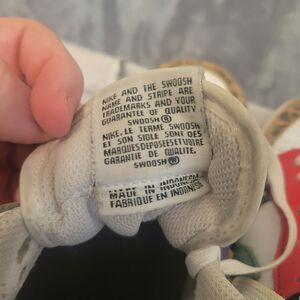 NIKE AND THE SWOOSH
NAME AND STRIPE ARE
TRADEMARKS AND YOUR
GUARANTEE OF QUALITY
SWOOSH®
NIKE, LE TERME SWOOSH
ET SON SIGLE SONT DES
MARQUES DEPOSEES ET VOTRE
GARANTIE DE QUALITE.
SWOOSH
MADE IN INDONESIA
FABRIQUE EN INDONESIE